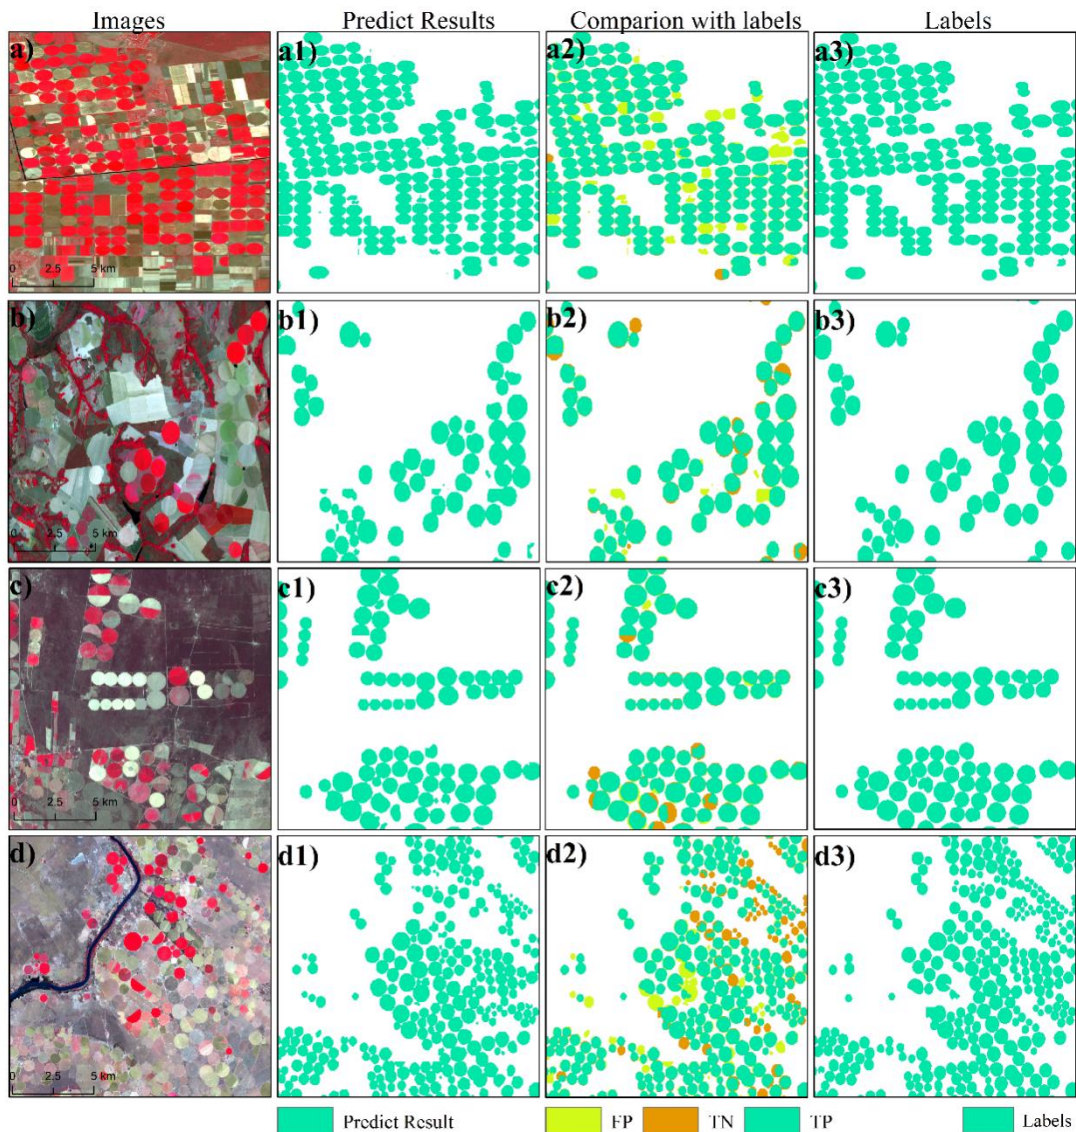 Images Predict Results Comparion with labels Labels
a) a1) a2) a3)
0 2.5 5 km
b) b1) b2) b3)
0 2.5 5 km
c) c1) c2) c3)
0 2.5 5 km
d) d1) d2) d3)
0 2.5 5 km
Predict Result FP TN TP Labels